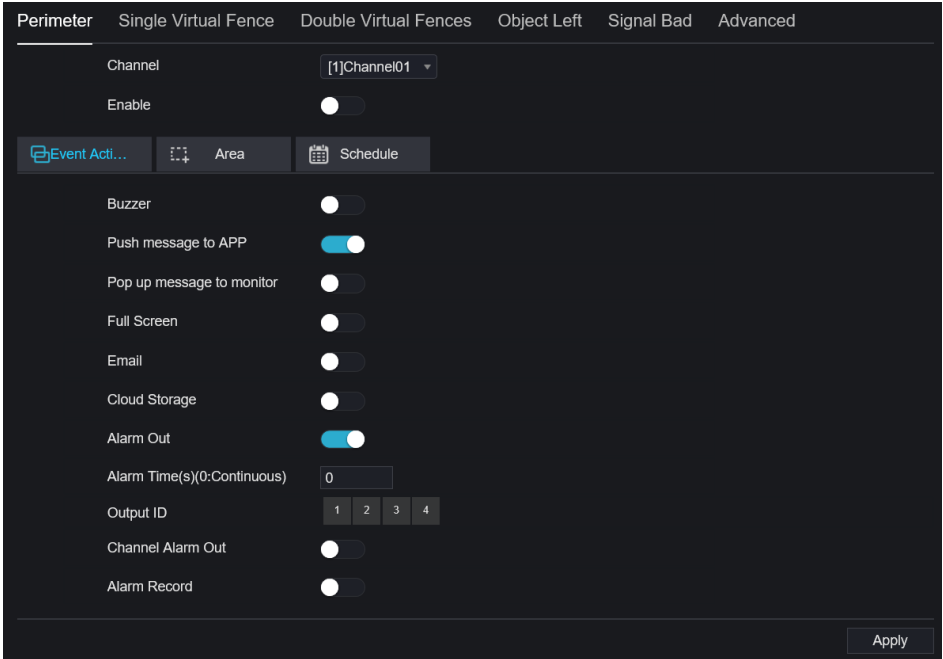 Perimeter Single Virtual Fence Double Virtual Fences Object Left Signal Bad Advanced
Channel [1]Channel01
Enable
Event Acti... Area Schedule
Buzzer
Push message to APP
Pop up message to monitor
Full Screen
Email
Cloud Storage
Alarm Out
Alarm Time(s)(0:Continuous) 0
Output ID 1 2 3 4
Channel Alarm Out
Alarm Record
Apply